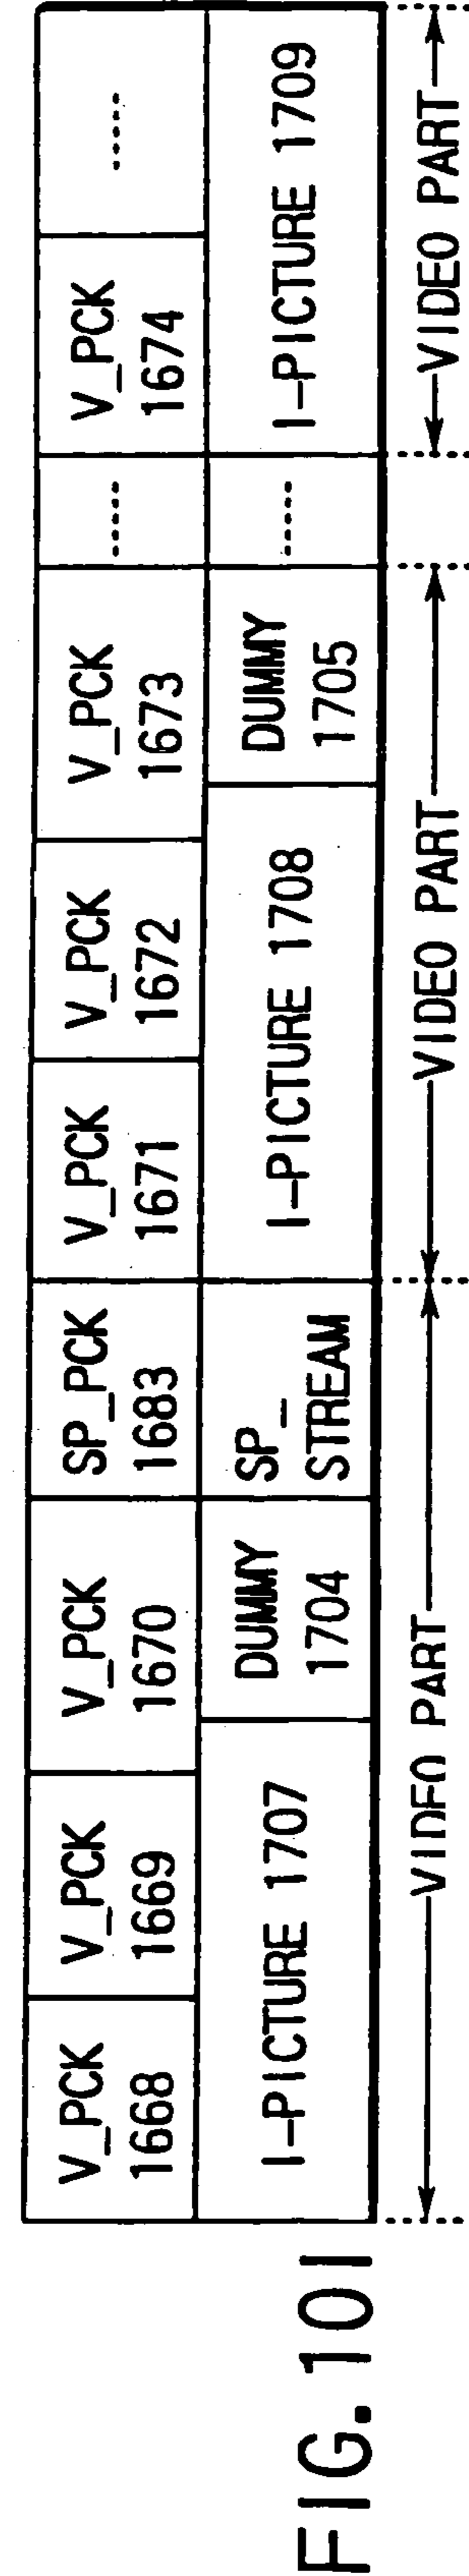 FIG. 101
V_PCK
1668
V_PCK
1669
V_PCK
1670
SP_PCK
1683
V_PCK
1671
V_PCK
1672
V_PCK
1673
-----
V_PCK
1674
-----
I-PICTURE 1707
DUMMY
1704
SP_
STREAM
I-PICTURE 1708
DUMMY
1705
-----
I-PICTURE 1709
VIDEO PART
VIDEO PART
VIDEO PART